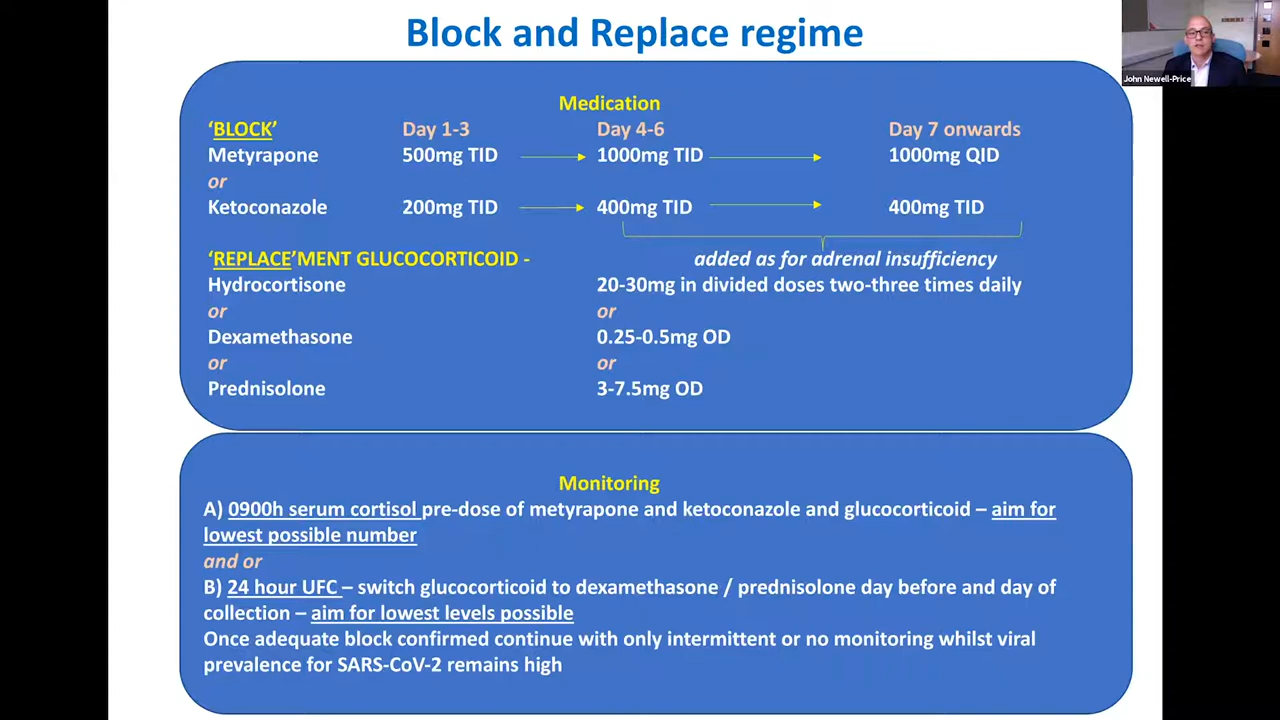 Block and Replace regime
John Newell-Price
Medication
‘BLOCK’ Day 1-3 Day 4-6 Day 7 onwards
Metyrapone 500mg TID 1000mg TID 1000mg QID
or
Ketoconazole 200mg TID 400mg TID 400mg TID
‘REPLACE’MENT GLUCOCORTICOID - added as for adrenal insufficiency
Hydrocortisone 20-30mg in divided doses two-three times daily
or or
Dexamethasone 0.25-0.5mg OD
or or
Prednisolone 3-7.5mg OD
Monitoring
A) 0900h serum cortisol pre-dose of metyrapone and ketoconazole and glucocorticoid – aim for
lowest possible number
and or
B) 24 hour UFC – switch glucocorticoid to dexamethasone / prednisolone day before and day of
collection – aim for lowest levels possible
Once adequate block confirmed continue with only intermittent or no monitoring whilst viral
prevalence for SARS-CoV-2 remains high